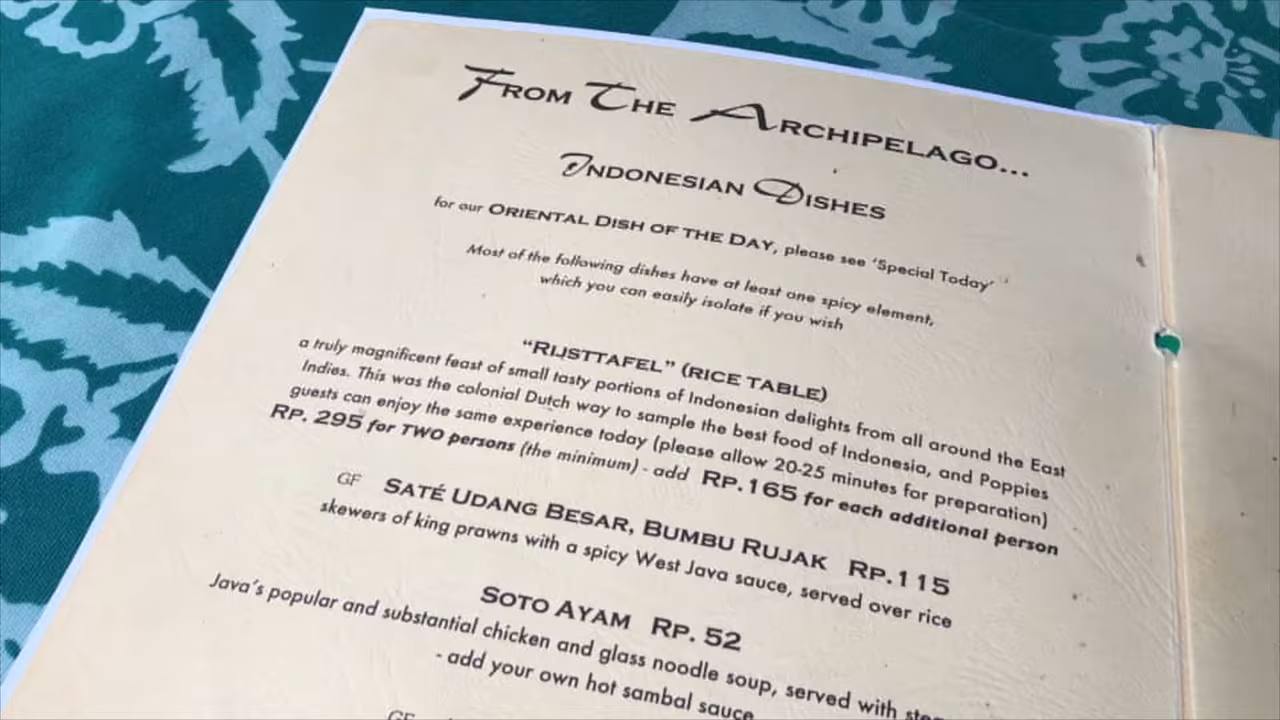 From The Archipelago...
Indonesian Dishes
for our Oriental Dish of the Day, please see 'Special Today'
Most of the following dishes have at least one spicy element,
which you can easily isolate if you wish
"Rijsttafel" (Rice Table)
a truly magnificent feast of small tasty portions of Indonesian delights from all around the East
Indies. This was the colonial Dutch way to sample the best food of Indonesia, and Poppies
guests can enjoy the same experience today (please allow 20-25 minutes for preparation)
Rp. 295 for TWO persons (the minimum) - add Rp.165 for each additional person
GF Saté Udang Besar, Bumbu Rujak Rp.115
skewers of king prawns with a spicy West Java sauce, served over rice
Soto Ayam Rp. 52
Java's popular and substantial chicken and glass noodle soup, served with
- add your own hot sambal sauce
GF